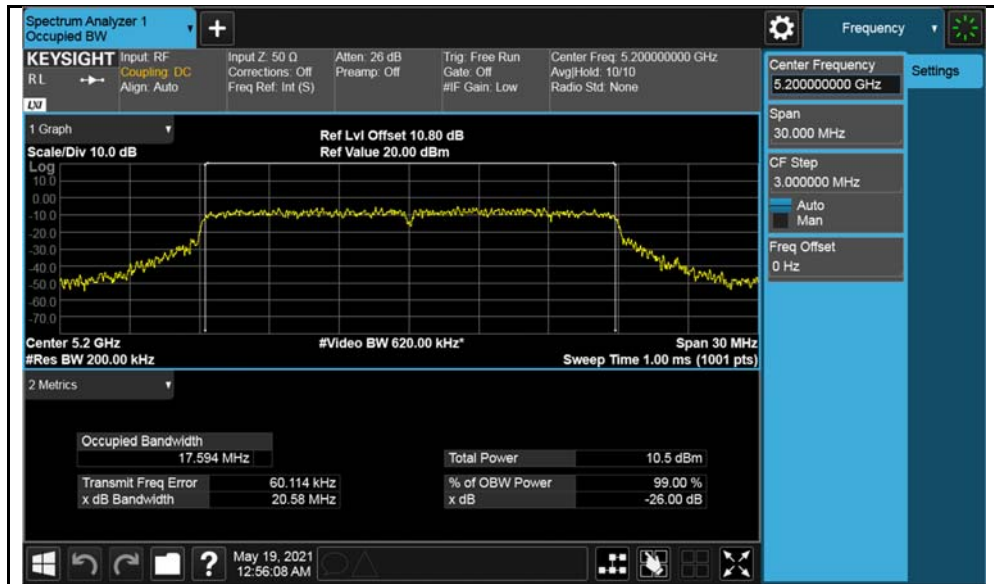 Spectrum Analyzer 1
Occupied BW
Frequency
KEYSIGHT
Input: RF
Coupling: DC
Align: Auto
Input Z: 50 Ω
Corrections: Off
Freq Ref: Int (S)
Atten: 26 dB
Preamp: Off
Trig: Free Run
Gate: Off
#IF Gain: Low
Center Freq: 5.200000000 GHz
Avg|Hold: 10/10
Radio Std: None
R L
LXI
Center Frequency
5.200000000 GHz
Settings
Span
30.000 MHz
CF Step
3.000000 MHz
Auto
Man
Freq Offset
0 Hz
1 Graph
Ref Lvl Offset 10.80 dB
Scale/Div 10.0 dB
Ref Value 20.00 dBm
Log
10.0
0.00
-10.0
-20.0
-30.0
-40.0
-50.0
-60.0
-70.0
Center 5.2 GHz
#Video BW 620.00 kHz*
Span 30 MHz
#Res BW 200.00 kHz
Sweep Time 1.00 ms (1001 pts)
2 Metrics
Occupied Bandwidth
17.594 MHz
Total Power 10.5 dBm
Transmit Freq Error 60.114 kHz
% of OBW Power 99.00 %
x dB Bandwidth 20.58 MHz
x dB -26.00 dB
?
May 19, 2021
12:56:08 AM